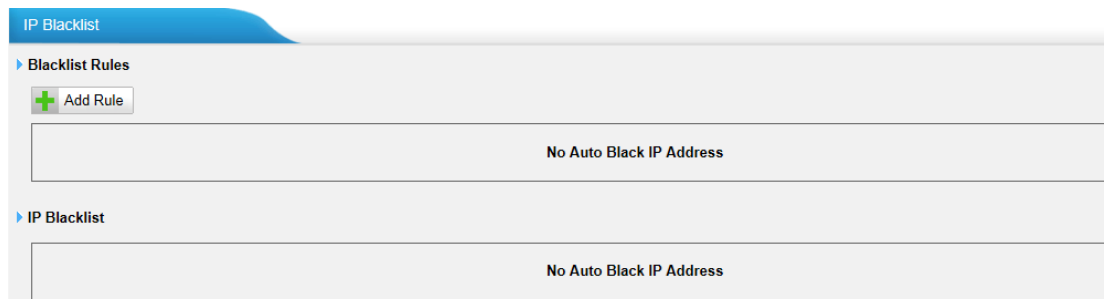 IP Blacklist
Blacklist Rules
Add Rule
No Auto Black IP Address
IP Blacklist
No Auto Black IP Address